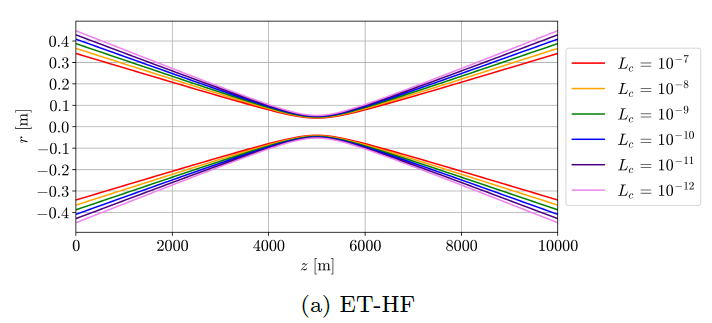 0.4
0.3
0.2
0.1
0.0
−0.1
−0.2
−0.3
−0.4
r [m]
0 2000 4000 6000 8000 10000
z [m]
L_c = 10⁻⁷
L_c = 10⁻⁸
L_c = 10⁻⁹
L_c = 10⁻¹⁰
L_c = 10⁻¹¹
L_c = 10⁻¹²
(a) ET-HF